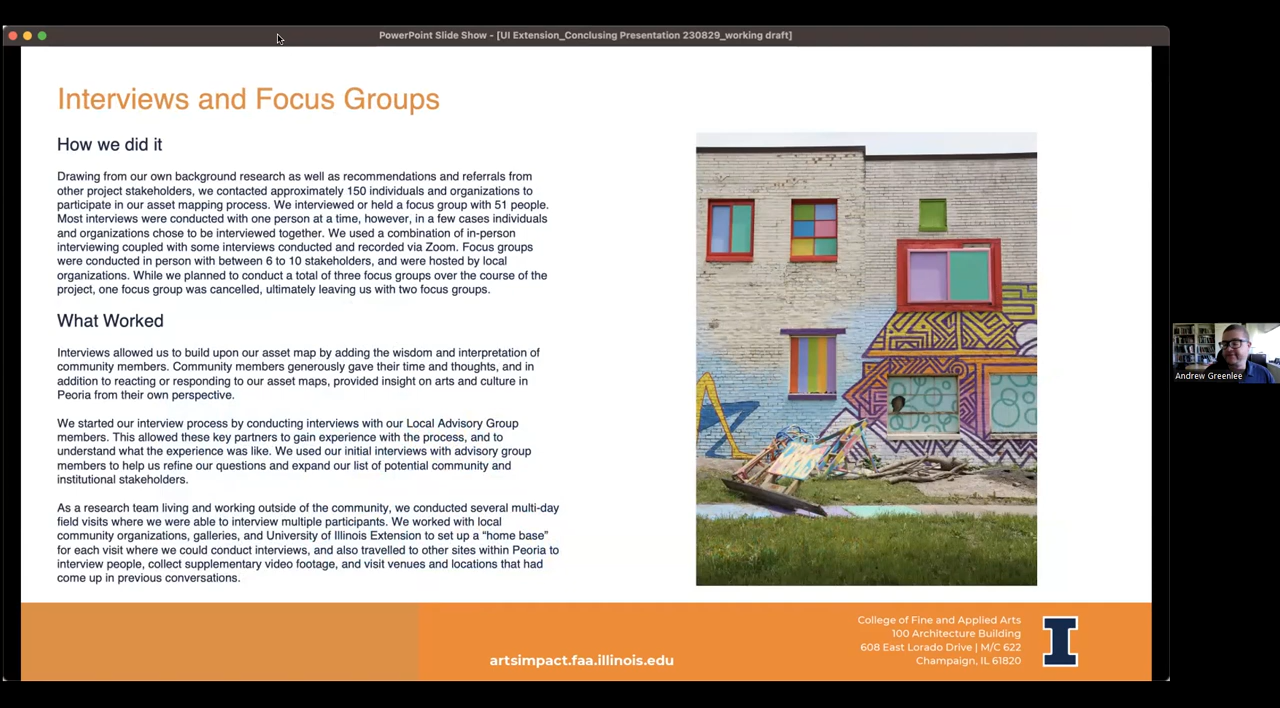 PowerPoint Slide Show - [UI Extension_Conclusing Presentation 230829_working draft]
Interviews and Focus Groups
How we did it
Drawing from our own background research as well as recommendations and referrals from
other project stakeholders, we contacted approximately 150 individuals and organizations to
participate in our asset mapping process. We interviewed or held a focus group with 51 people.
Most interviews were conducted with one person at a time, however, in a few cases individuals
and organizations chose to be interviewed together. We used a combination of in-person
interviewing coupled with some interviews conducted and recorded via Zoom. Focus groups
were conducted in person with between 6 to 10 stakeholders, and were hosted by local
organizations. While we planned to conduct a total of three focus groups over the course of the
project, one focus group was cancelled, ultimately leaving us with two focus groups.
What Worked
Interviews allowed us to build upon our asset map by adding the wisdom and interpretation of
community members. Community members generously gave their time and thoughts, and in
addition to reacting or responding to our asset maps, provided insight on arts and culture in
Peoria from their own perspective.
We started our interview process by conducting interviews with our Local Advisory Group
members. This allowed these key partners to gain experience with the process, and to
understand what the experience was like. We used our initial interviews with advisory group
members to help us refine our questions and expand our list of potential community and
institutional stakeholders.
As a research team living and working outside of the community, we conducted several multi-day
field visits where we were able to interview multiple participants. We worked with local
community organizations, galleries, and University of Illinois Extension to set up a “home base”
for each visit where we could conduct interviews, and also travelled to other sites within Peoria to
interview people, collect supplementary video footage, and visit venues and locations that had
come up in previous conversations.
artsimpact.faa.illinois.edu
College of Fine and Applied Arts
100 Architecture Building
608 East Lorado Drive | M/C 622
Champaign, IL 61820
Andrew Greenlee